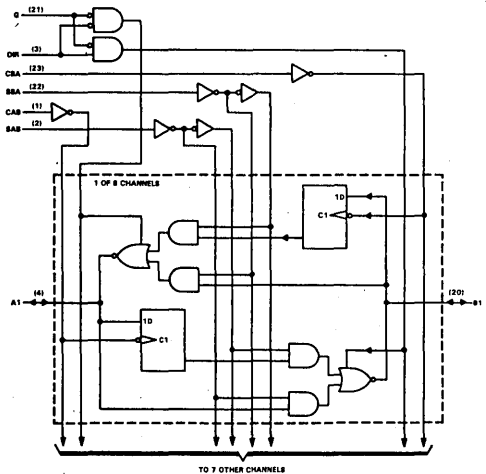 G (21)
DIR (3)
CBA (23)
SBA (22)
CAB (1)
SAB (2)
1 OF 8 CHANNELS
1D
C1
A1 (4)
(20) B1
1D
C1
TO 7 OTHER CHANNELS